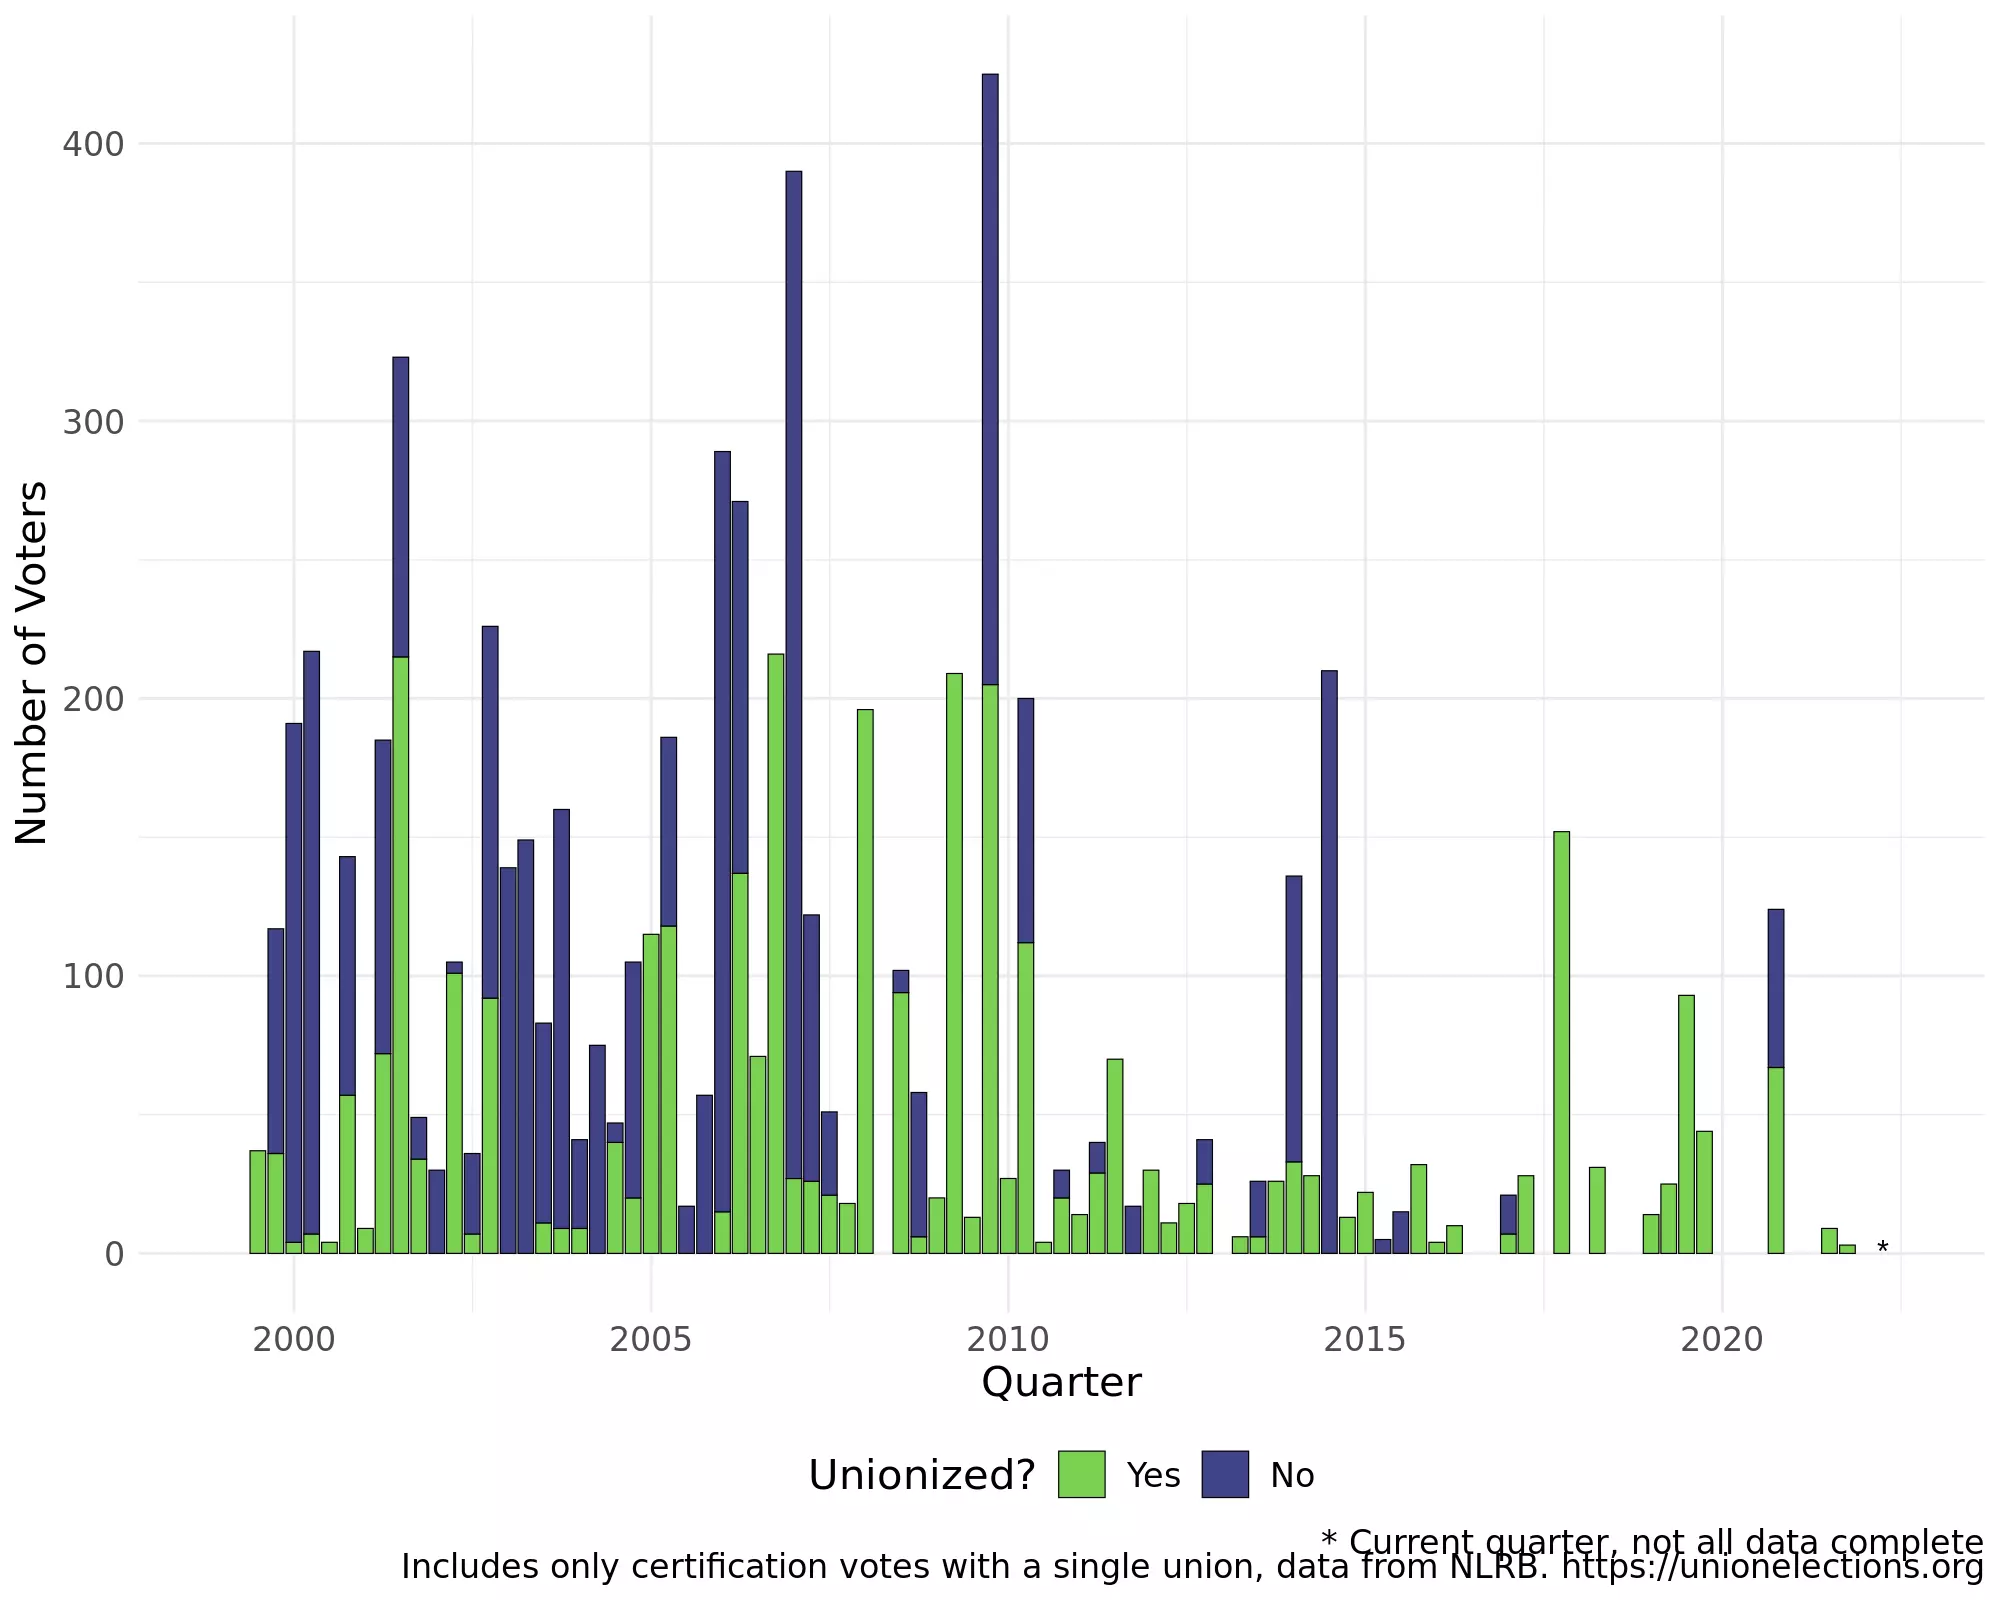 Number of Voters
400
300
200
100
0
*
2000 2005 2010 2015 2020
Quarter
Unionized? Yes No
* Current quarter, not all data complete
Includes only certification votes with a single union, data from NLRB. https://unionelections.org